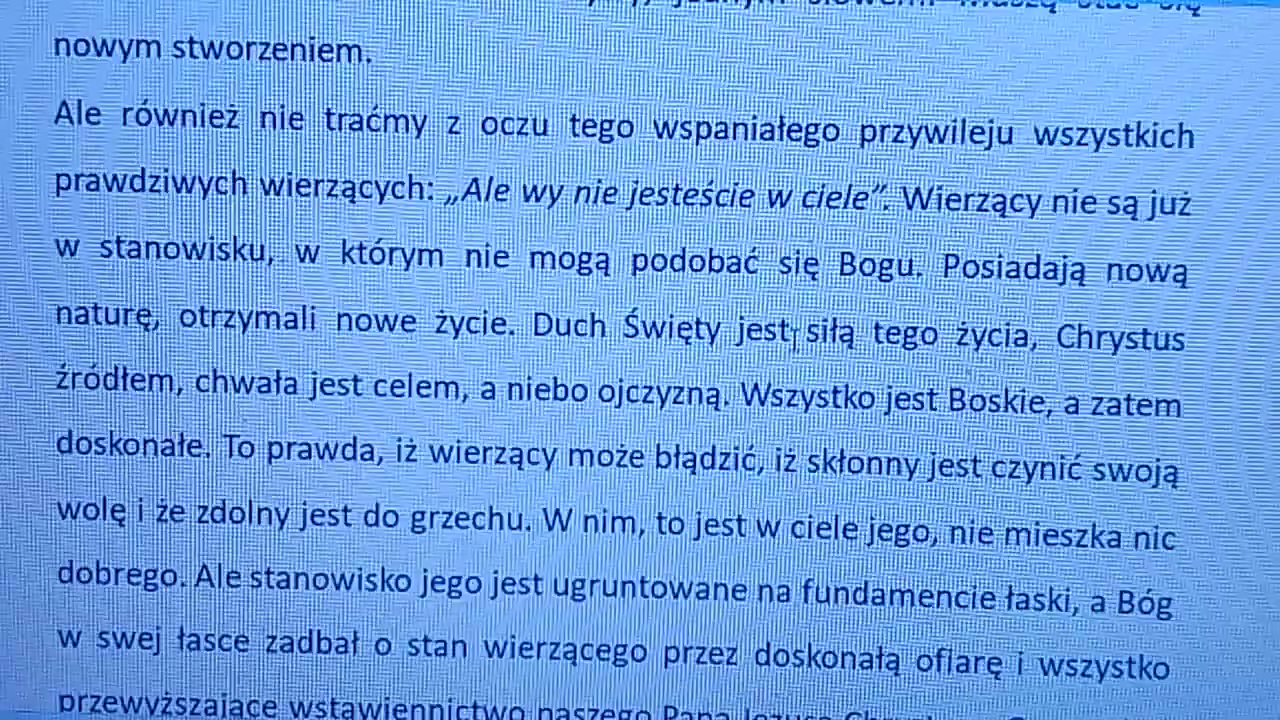 nowym stworzeniem.
Ale również nie traćmy z oczu tego wspaniałego przywileju wszystkich
prawdziwych wierzących: „Ale wy nie jesteście w ciele”. Wierzący nie są już
w stanowisku, w którym nie mogą podobać się Bogu. Posiadają nową
naturę, otrzymali nowe życie. Duch Święty jest siłą tego życia, Chrystus
źródłem, chwała jest celem, a niebo ojczyzną. Wszystko jest Boskie, a zatem
doskonałe. To prawda, iż wierzący może błądzić, iż skłonny jest czynić swoją
wolę i że zdolny jest do grzechu. W nim, to jest w ciele jego, nie mieszka nic
dobrego. Ale stanowisko jego jest ugruntowane na fundamencie łaski, a Bóg
w swej łasce zadbał o stan wierzącego przez doskonałą ofiarę i wszystko
przewyższające wstawiennictwo naszego Pana